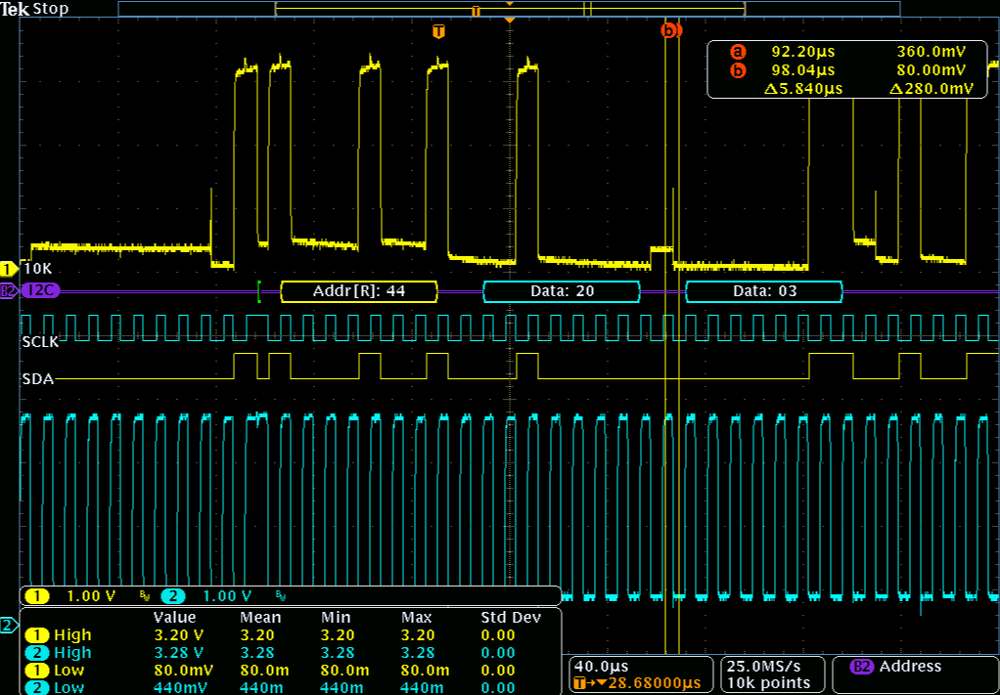 Tek Stop
T
T
b
a 92.20µs 360.0mV
b 98.04µs 80.00mV
Δ5.840µs Δ280.0mV
1 10K
B2 I2C Addr[R]: 44 Data: 20 Data: 03
SCLK
SDA
1 1.00 V BW 2 1.00 V BW
Value Mean Min Max Std Dev
1 High 3.20 V 3.20 3.20 3.20 0.00
2 High 3.28 V 3.28 3.28 3.28 0.00
1 Low 80.0mV 80.0m 80.0m 80.0m 0.00
2 Low 440mV 440m 440m 440m 0.00
2
40.0µs
T→▼28.68000µs
25.0MS/s
10k points
B2 Address